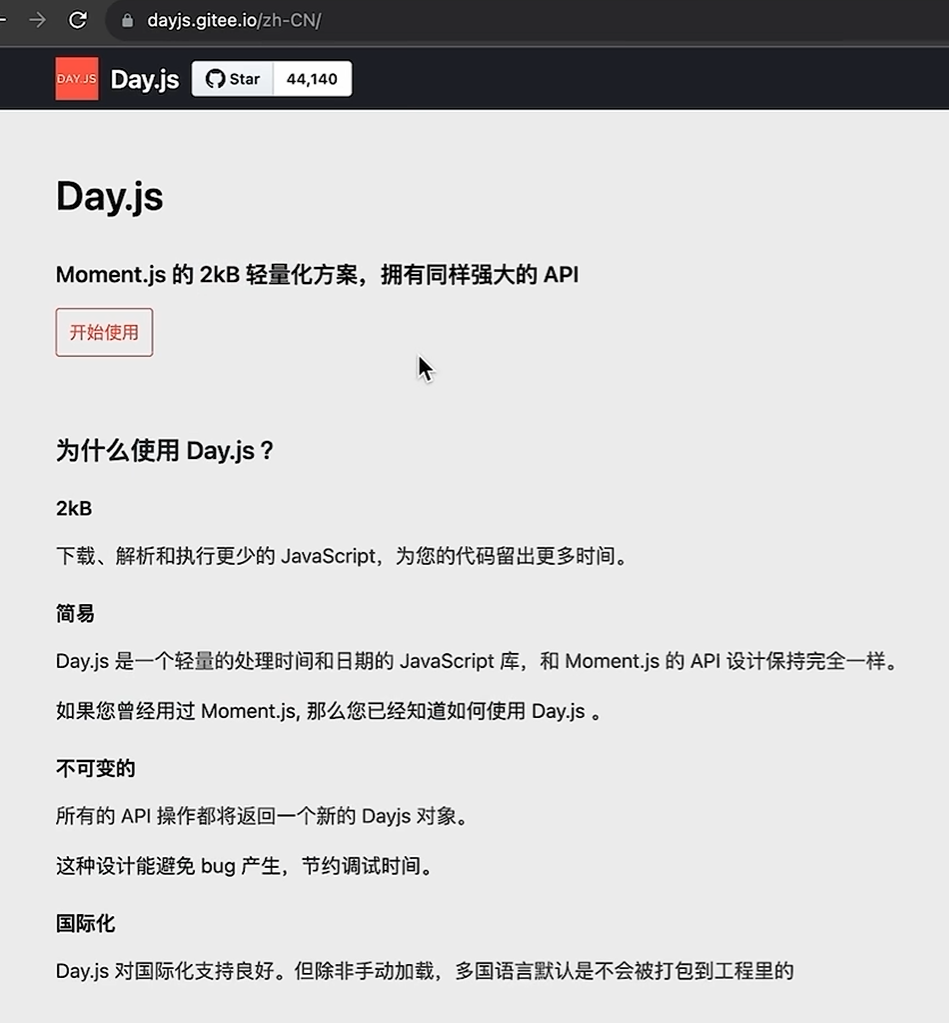 dayjs.gitee.io/zh-CN/
DAY.JS Day.js Star 44,140
Day.js
Moment.js 的 2kB 轻量化方案，拥有同样强大的 API
开始使用
为什么使用 Day.js ?
2kB
下载、解析和执行更少的 JavaScript，为您的代码留出更多时间。
简易
Day.js 是一个轻量的处理时间和日期的 JavaScript 库，和 Moment.js 的 API 设计保持完全一样。
如果您曾经用过 Moment.js, 那么您已经知道如何使用 Day.js 。
不可变的
所有的 API 操作都将返回一个新的 Dayjs 对象。
这种设计能避免 bug 产生，节约调试时间。
国际化
Day.js 对国际化支持良好。但除非手动加载，多国语言默认是不会被打包到工程里的